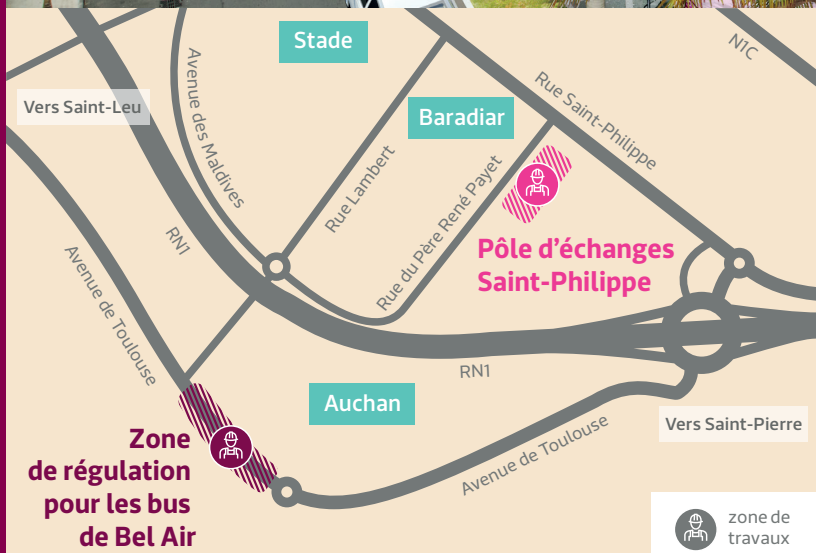 Stade
N1C
Vers Saint-Leu
Avenue des Maldives
Baradiar
Rue Saint-Philippe
Rue Lambert
Rue du Père René Payet
RN1
Avenue de Toulouse
Pôle d'échanges
Saint-Philippe
RN1
Auchan
Vers Saint-Pierre
Avenue de Toulouse
Zone
de régulation
pour les bus
de Bel Air
zone de
travaux